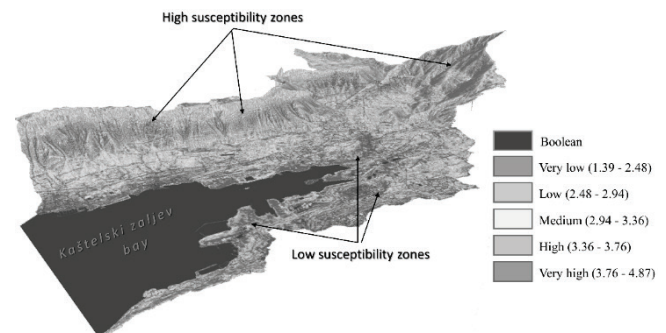 High susceptibility zones
Boolean
Very low (1.39 - 2.48)
Low (2.48 - 2.94)
Medium (2.94 - 3.36)
High (3.36 - 3.76)
Very high (3.76 - 4.87)
Kaštelski zaljev
bay
Low susceptibility zones